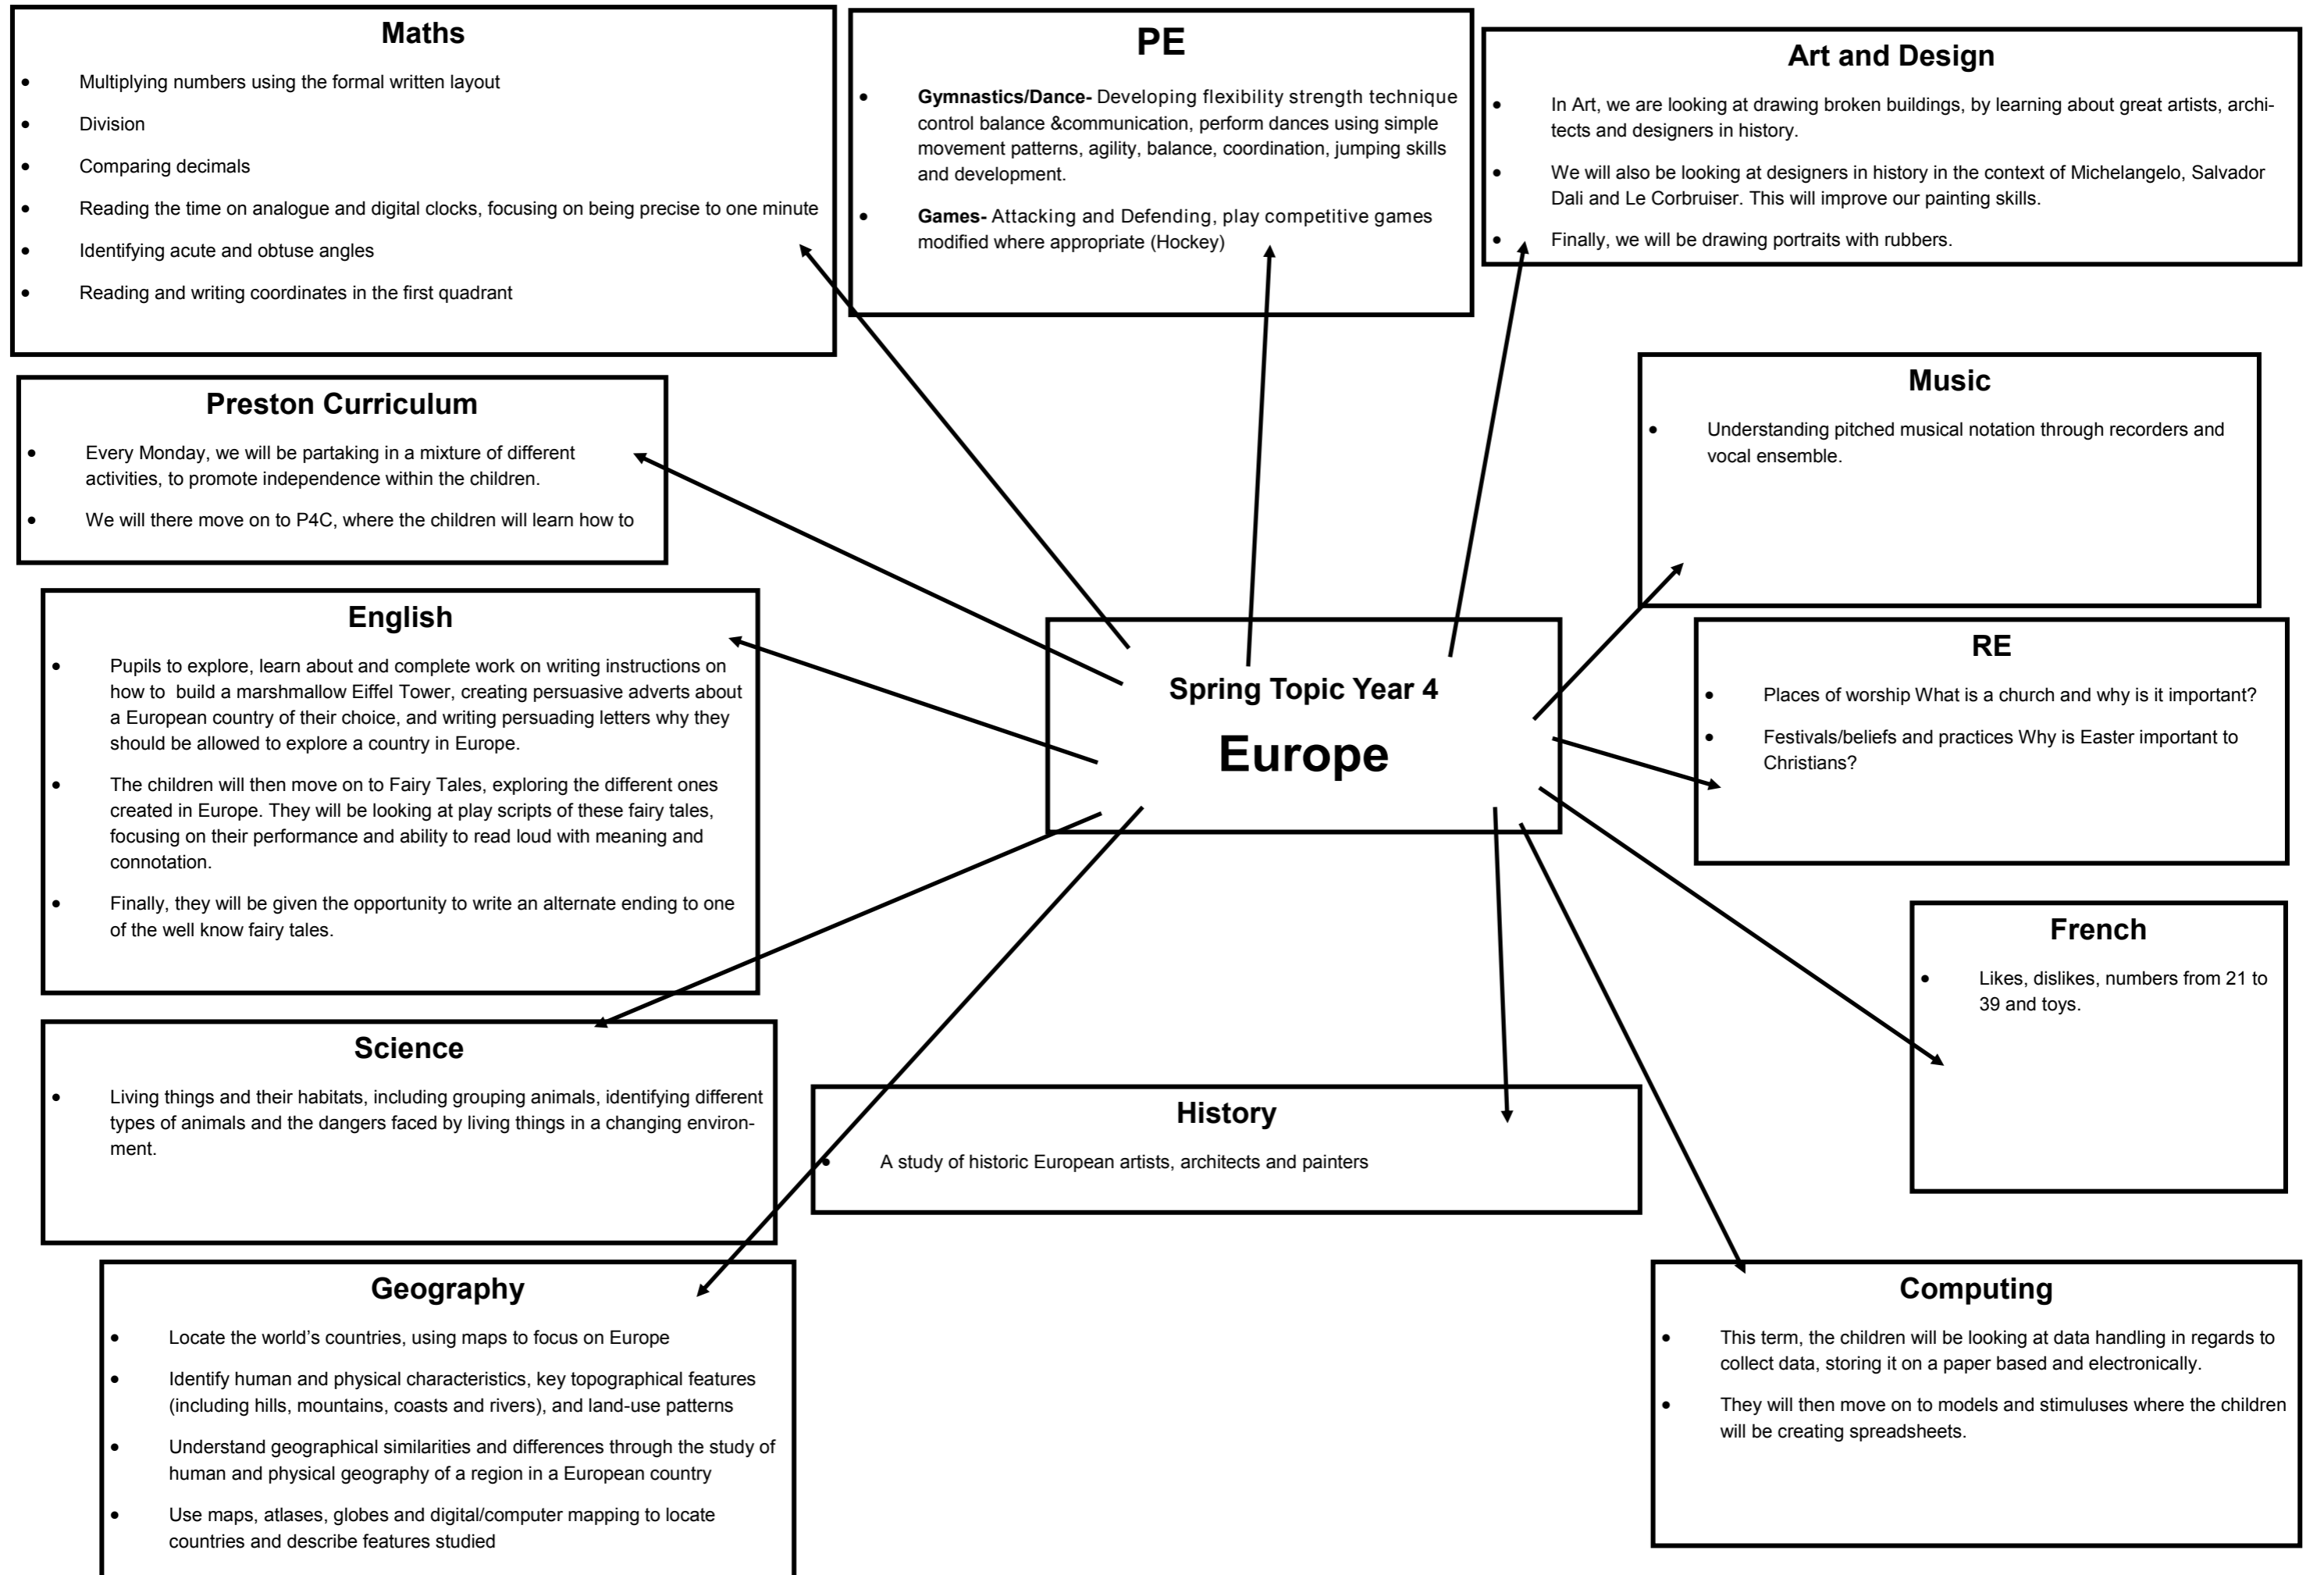 Maths
• Multiplying numbers using the formal written layout
• Division
• Comparing decimals
• Reading the time on analogue and digital clocks, focusing on being precise to one minute
• Identifying acute and obtuse angles
• Reading and writing coordinates in the first quadrant
PE
• Gymnastics/Dance- Developing flexibility strength technique
control balance &communication, perform dances using simple
movement patterns, agility, balance, coordination, jumping skills
and development.
• Games- Attacking and Defending, play competitive games
modified where appropriate (Hockey)
Art and Design
• In Art, we are looking at drawing broken buildings, by learning about great artists, archi-
tects and designers in history.
• We will also be looking at designers in history in the context of Michelangelo, Salvador
Dali and Le Corbruiser. This will improve our painting skills.
• Finally, we will be drawing portraits with rubbers.
Preston Curriculum
• Every Monday, we will be partaking in a mixture of different
activities, to promote independence within the children.
• We will there move on to P4C, where the children will learn how to
Music
• Understanding pitched musical notation through recorders and
vocal ensemble.
English
• Pupils to explore, learn about and complete work on writing instructions on
how to build a marshmallow Eiffel Tower, creating persuasive adverts about
a European country of their choice, and writing persuading letters why they
should be allowed to explore a country in Europe.
• The children will then move on to Fairy Tales, exploring the different ones
created in Europe. They will be looking at play scripts of these fairy tales,
focusing on their performance and ability to read loud with meaning and
connotation.
• Finally, they will be given the opportunity to write an alternate ending to one
of the well know fairy tales.
Spring Topic Year 4
Europe
RE
• Places of worship What is a church and why is it important?
• Festivals/beliefs and practices Why is Easter important to
Christians?
French
• Likes, dislikes, numbers from 21 to
39 and toys.
Science
• Living things and their habitats, including grouping animals, identifying different
types of animals and the dangers faced by living things in a changing environ-
ment.
History
• A study of historic European artists, architects and painters
Geography
• Locate the world's countries, using maps to focus on Europe
• Identify human and physical characteristics, key topographical features
(including hills, mountains, coasts and rivers), and land-use patterns
• Understand geographical similarities and differences through the study of
human and physical geography of a region in a European country
• Use maps, atlases, globes and digital/computer mapping to locate
countries and describe features studied
Computing
• This term, the children will be looking at data handling in regards to
collect data, storing it on a paper based and electronically.
• They will then move on to models and stimuluses where the children
will be creating spreadsheets.